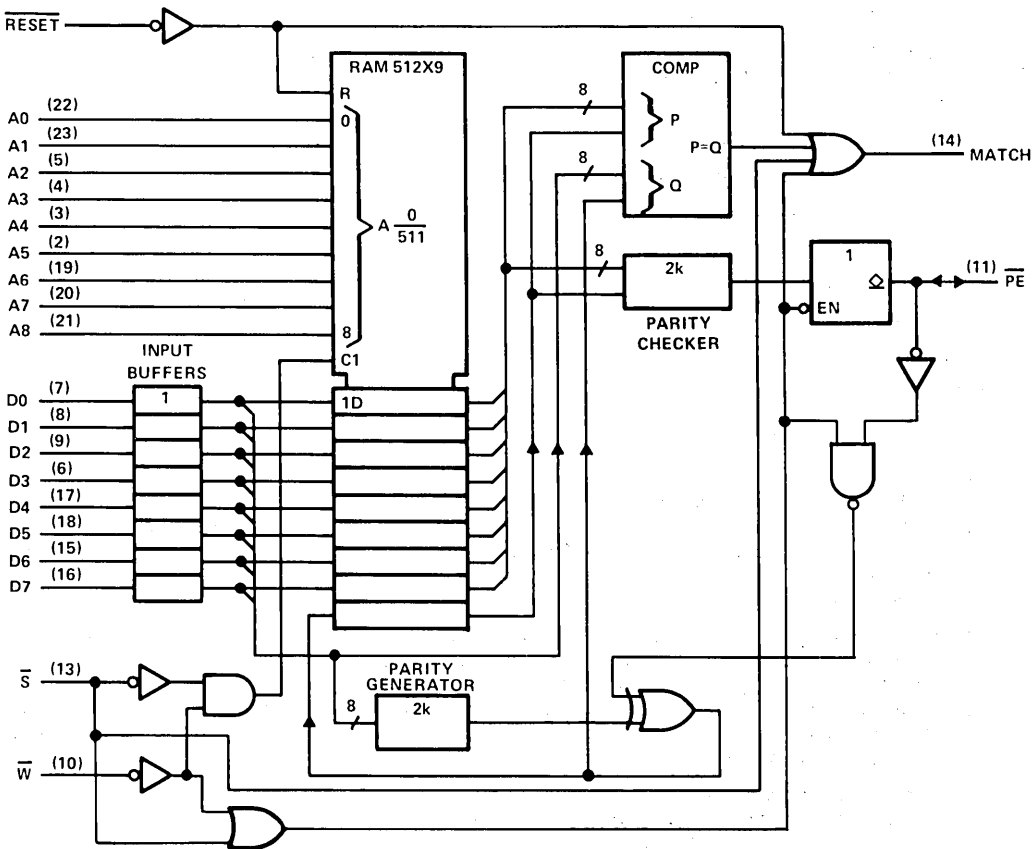 RESET
RAM 512X9
COMP
R
0
8
P
P=Q
Q
8
(14) MATCH
A0 (22)
A1 (23)
A2 (5)
A3 (4)
A4 (3)
A5 (2)
A6 (19)
A7 (20)
A8 (21)
A 0/511
8
C1
8
2k
PARITY
CHECKER
1
EN
(11) PE
INPUT
BUFFERS
D0 (7)
D1 (8)
D2 (9)
D3 (6)
D4 (17)
D5 (18)
D6 (15)
D7 (16)
1
1D
S (13)
W (10)
PARITY
GENERATOR
8
2k